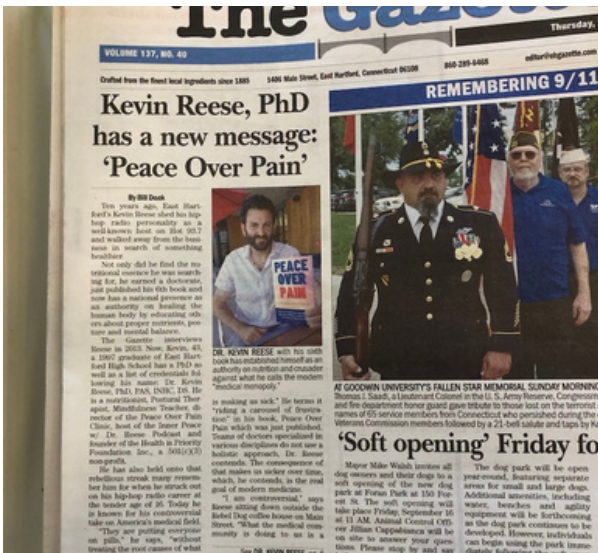 The Gazette
Thursday,
VOLUME 137, NO. 40
editor@ehgazette.com
860-289-6468
Crafted from the finest local ingredients since 1885
1406 Main Street, East Hartford, Connecticut 06108
Kevin Reese, PhD
has a new message:
‘Peace Over Pain’
By Bill Doak
Ten years ago, East Hart-
ford's Kevin Reese shed his hip-
hop radio personality as a
well-known host on Hot 93.7
and walked away from the busi-
ness in search of something
healthier.
Not only did he find the nu-
tritional essence he was search-
ing for, he earned a doctorate,
just published his 6th book and
now has a national presence as
an authority on healing the
human body by educating oth-
ers about proper nutrients, pos-
ture and mental balance.
The Gazette interviews
Reese in 2013. Now, Kevin, 43,
a 1997 graduate of East Hart-
ford High School has a PhD as
well as a list of credentials fol-
lowing his name: Dr. Kevin
Reese, PhD, PAS, INHC, DS. He
is a nutritionist, Postural Ther-
apist, Mindfulness Teacher, di-
rector of the Peace Over Pain
Clinic, host of the Inner Peace
w/ Dr. Reese Podcast and
founder of the Health is Priority
Foundation Inc., a 501(c)(3)
non-profit.
He has also held onto that
rebellious streak many remem-
ber him for when he struck out
on his hip-hop radio career at
the tender age of 16. Today he
is known for his controversial
take on America's medical field.
"They are putting everyone
on pills," he says, "without
treating the root causes of what
PEACE
OVER
PAIN
DR. KEVIN REESE with his sixth
book has established himself as an
authority on nutrition and crusader
against what he calls the modern
"medical monopoly."
is making us sick." He terms it
"riding a carousel of frustra-
tion" in his book, Peace Over
Pain which was just published.
Teams of doctors specialized in
various disciplines do not use a
holistic approach, Dr. Reese
contends. The consequence of
that makes us sicker over time,
which, he contends, is the real
goal of modern medicine.
"I am controversial," says
Reese sitting outside the
Rebel Dog coffee house on Main
Street. "What the medical com-
munity is doing to us is a
See DR. KEVIN REESE
REMEMBERING 9/11
AT GOODWIN UNIVERSITY'S FALLEN STAR MEMORIAL SUNDAY MORNING
Thomas J. Saadi, a Lieutenant Colonel in the U. S. Army Reserve, Congressm
and fire department honor guard gave tribute to those lost on the terrorist
names of 65 service members from Connecticut who perished during the
Veterans Commission members followed by a 21-bell salute and taps by
‘Soft opening’ Friday fo
Mayor Mike Walsh invites all
dog owners and their dogs to a
soft opening of the new dog
park at Foran Park at 150 For-
est St. The soft opening will
take place Friday, September 16
at 11 AM. Animal Control Offi-
cer Jillian Cappabianca will be
on site to answer your ques-
tions. Please stop by and say
The dog park will be open
year-round, featuring separate
areas for small and large dogs.
Additional amenities, including
water, benches and agility
equipment will be forthcoming
as the dog park continues to be
developed. However, individuals
can begin using the park imme-